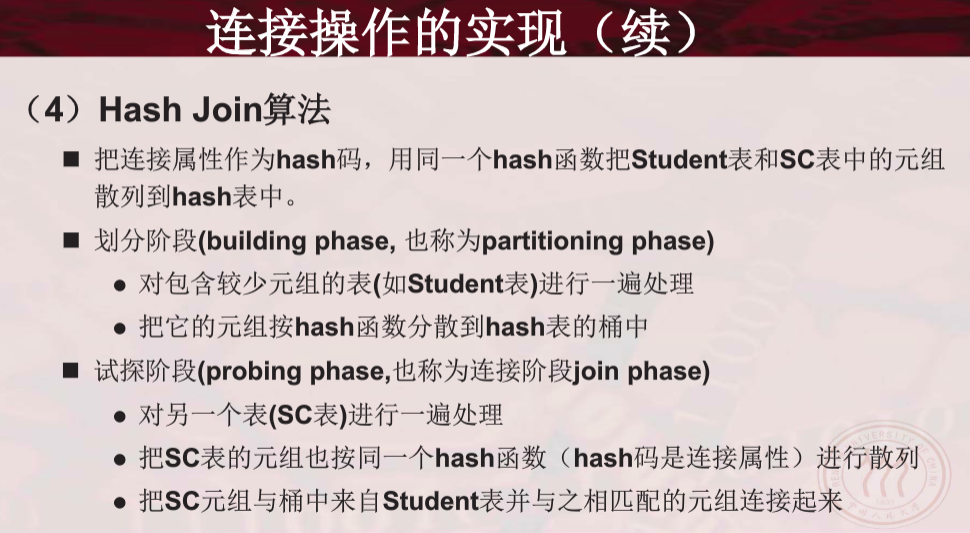 连接操作的实现（续）
（4）Hash Join算法
■ 把连接属性作为hash码，用同一个hash函数把Student表和SC表中的元组
散列到hash表中。
■ 划分阶段(building phase, 也称为partitioning phase)
● 对包含较少元组的表(如Student表)进行一遍处理
● 把它的元组按hash函数分散到hash表的桶中
■ 试探阶段(probing phase,也称为连接阶段join phase)
● 对另一个表(SC表)进行一遍处理
● 把SC表的元组也按同一个hash函数（hash码是连接属性）进行散列
● 把SC元组与桶中来自Student表并与之相匹配的元组连接起来